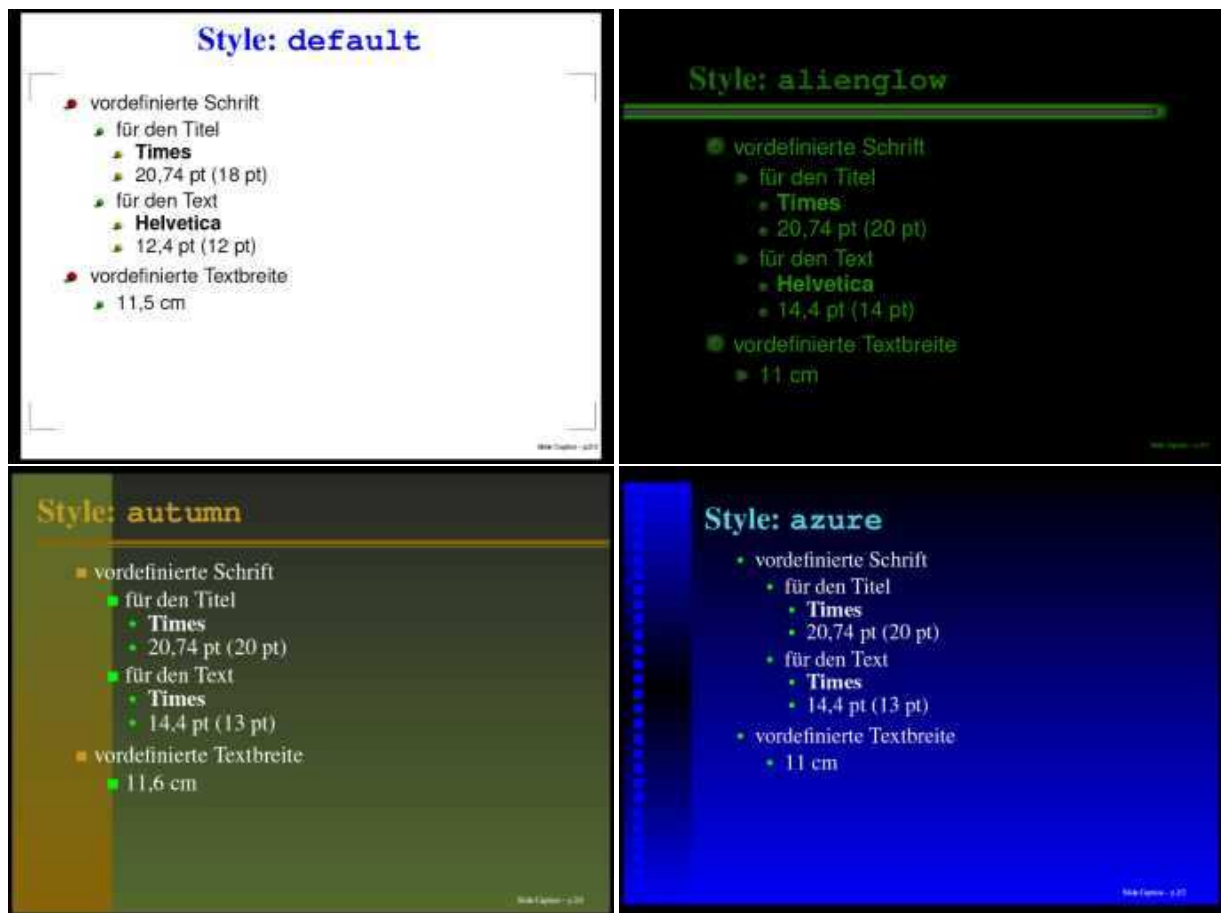 Style: default
vordefinierte Schrift
für den Titel
Times
20,74 pt (18 pt)
für den Text
Helvetica
12,4 pt (12 pt)
vordefinierte Textbreite
11,5 cm
Style: alienglow
vordefinierte Schrift
für den Titel
Times
20,74 pt (20 pt)
für den Text
Helvetica
14,4 pt (14 pt)
vordefinierte Textbreite
11 cm
Style: autumn
vordefinierte Schrift
für den Titel
Times
20,74 pt (20 pt)
für den Text
Times
14,4 pt (13 pt)
vordefinierte Textbreite
11,6 cm
Style: azure
vordefinierte Schrift
für den Titel
Times
20,74 pt (20 pt)
für den Text
Times
14,4 pt (13 pt)
vordefinierte Textbreite
11 cm